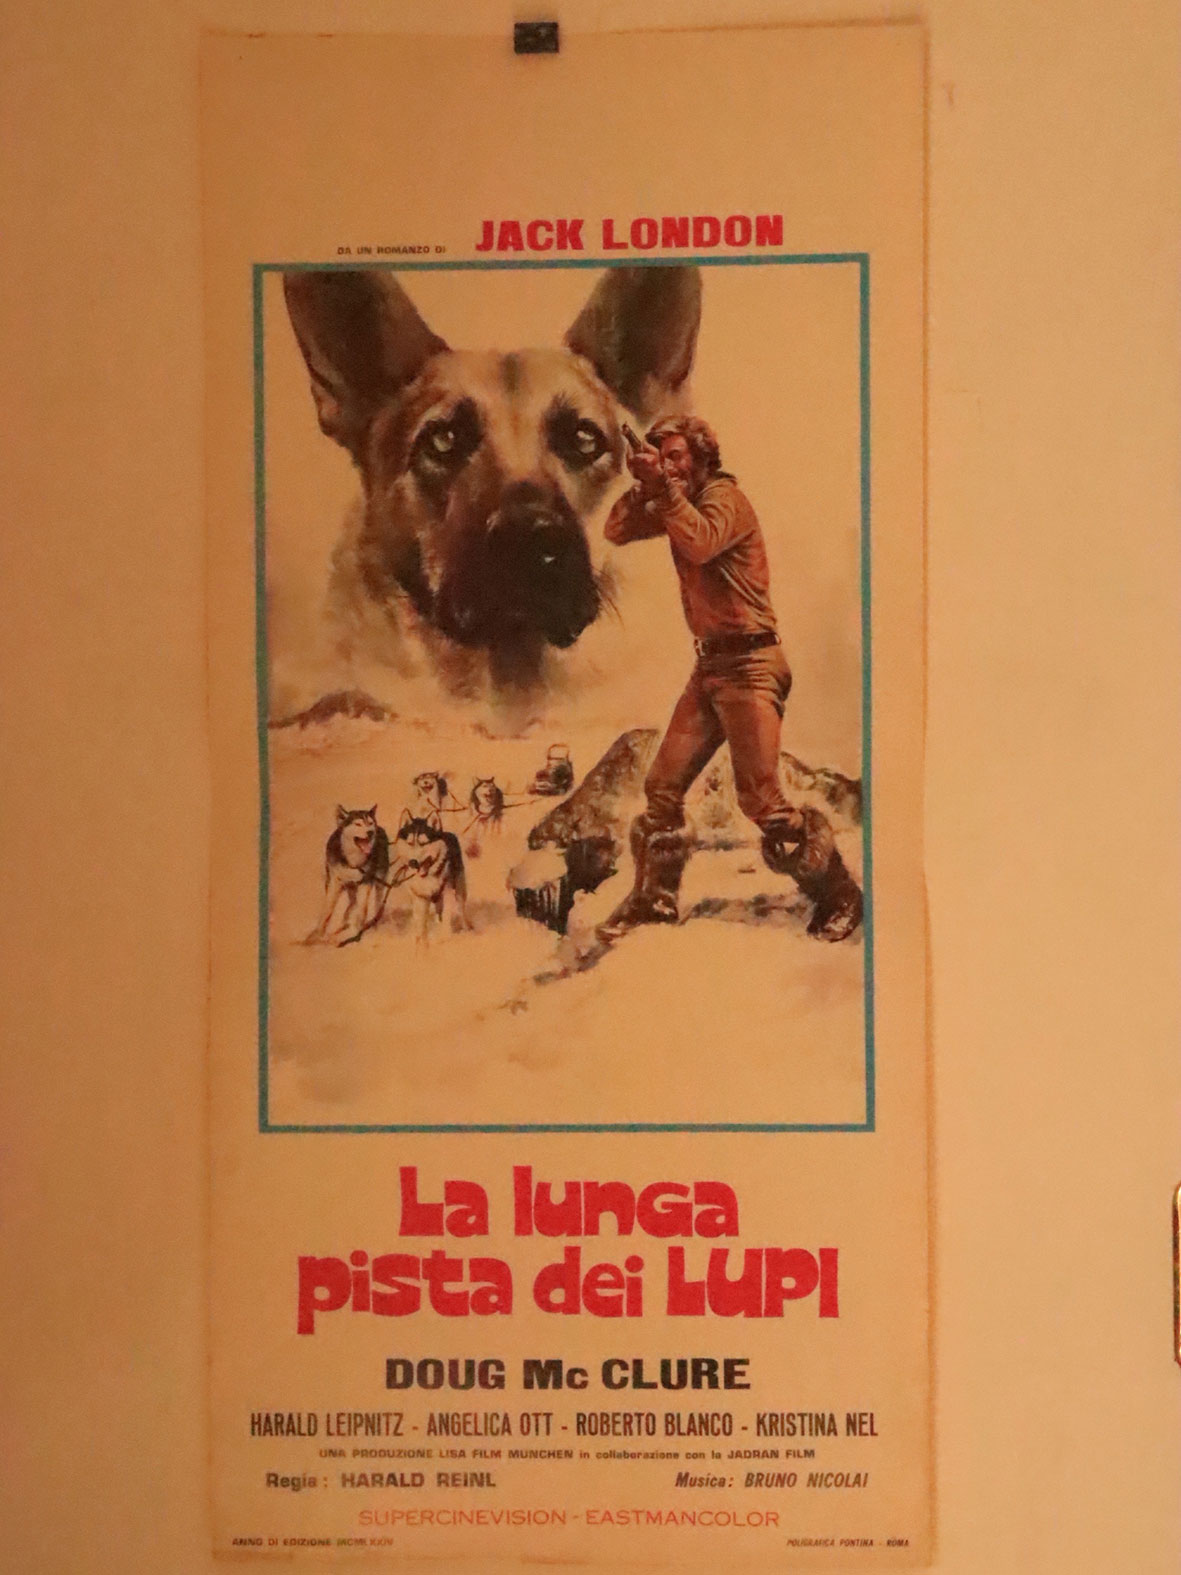 DA UN ROMANZO DI JACK LONDON
La lunga
pista dei LUPI
DOUG Mc CLURE
HARALD LEIPNITZ - ANGELICA OTT - ROBERTO BLANCO - KRISTINA NEL
UNA PRODUZIONE LISA FILM MUNCHEN in collaborazione con la JADRAN FILM
Regia: HARALD REINL Musica: BRUNO NICOLAI
SUPERCINEVISION - EASTMANCOLOR
ANNO DI EDIZIONE POLIGRAFICA PONTINA - ROMA